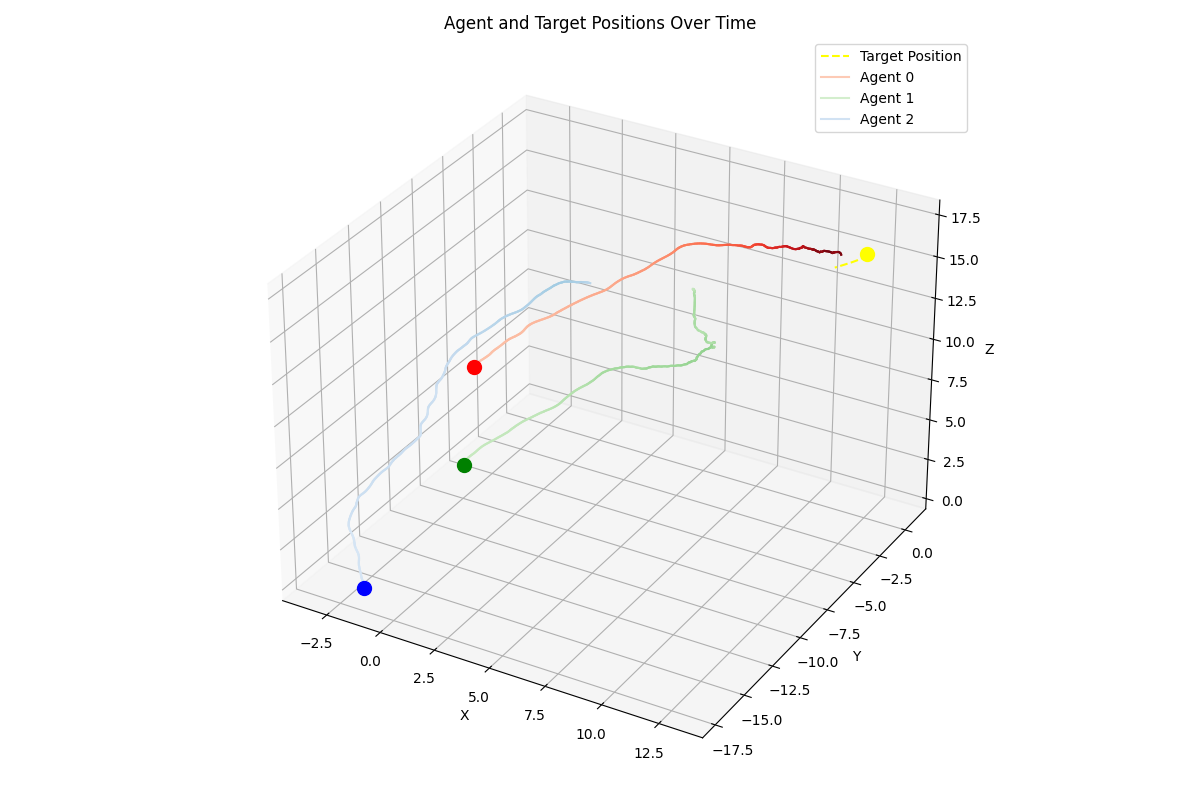 Agent and Target Positions Over Time
Target Position
Agent 0
Agent 1
Agent 2
17.5
15.0
12.5
10.0
7.5
5.0
2.5
0.0
Z
0.0
−2.5
−5.0
−7.5
−10.0
−12.5
−15.0
−17.5
Y
−2.5
0.0
2.5
5.0
7.5
10.0
12.5
X